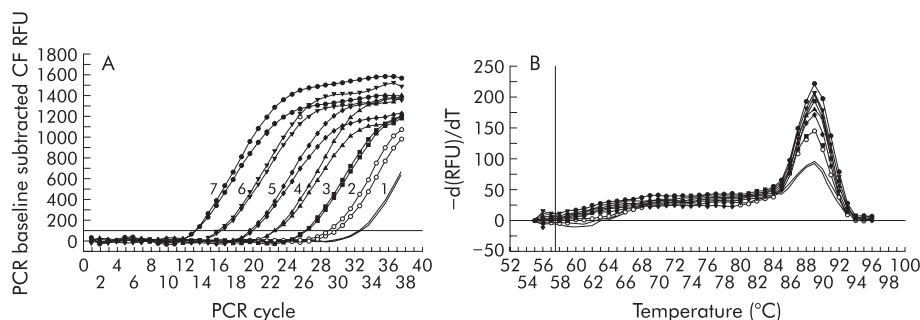 A
PCR baseline subtracted CF RFU
1800
1600
1400
1200
1000
800
600
400
200
0
7 6 5 4 3 2 1
0 4 8 12 16 20 24 28 32 36 40
2 6 10 14 18 22 26 30 34 38
PCR cycle
B
–d(RFU)/dT
250
200
150
100
50
0
–50
52 56 60 64 68 72 76 80 84 88 92 96 100
54 58 62 66 70 74 78 82 86 90 94 98
Temperature (°C)